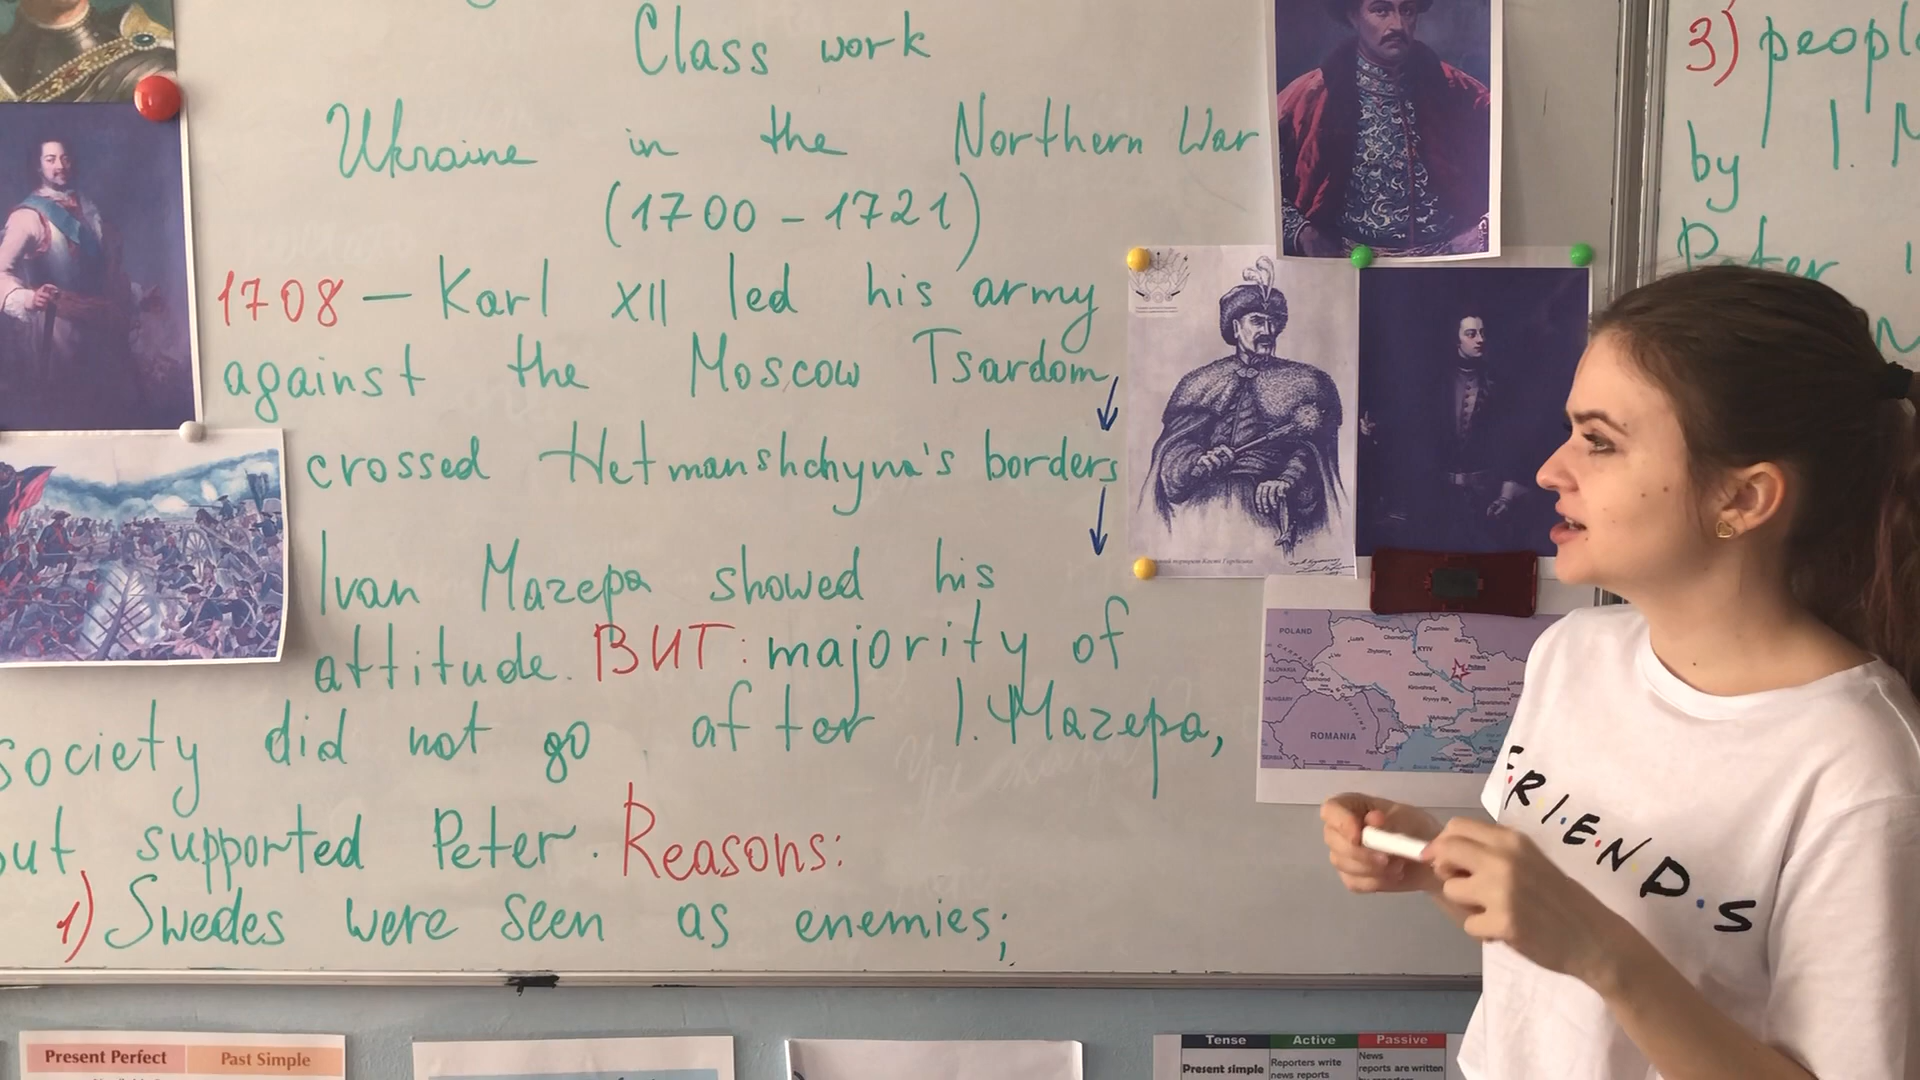 Class work
Ukraine in the Northern War
(1700 - 1721)
1708 — Karl XII led his army
against the Moscow Tsardom,
crossed Hetmanshchyna's borders
Ivan Mazepa showed his
attitude. BUT: majority of
society did not go after I. Mazepa,
but supported Peter. Reasons:
1) Swedes were seen as enemies;
3) people
by I. M
Peter
POLAND
KYIV
ROMANIA
F.R.I.E.N.D.S
Present Perfect Past Simple
Tense Active Passive
Present simple Reporters write news reports News reports are written